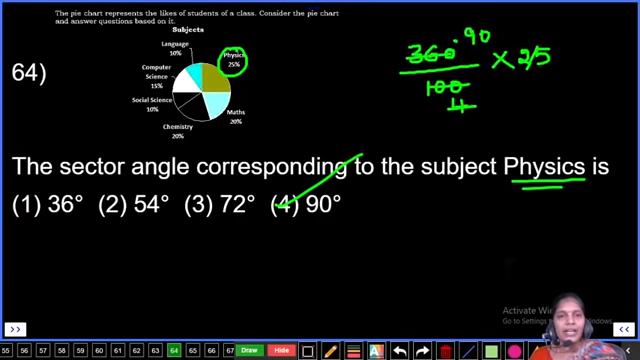 The pie chart represents the likes of students of a class. Consider the pie chart
and answer questions based on it.
Subjects
Language
10%
Physics
25%
Computer
Science
15%
Social Science
10%
Chemistry
20%
Maths
20%
360° 90
100
4
× 2/5
64)
The sector angle corresponding to the subject Physics is
(1) 36° (2) 54° (3) 72° (4) 90°
Activate Win
Go to Settings Windows.
<< >>
55 56 57 58 59 60 61 62 63 64 65 66 67 Draw Hide A